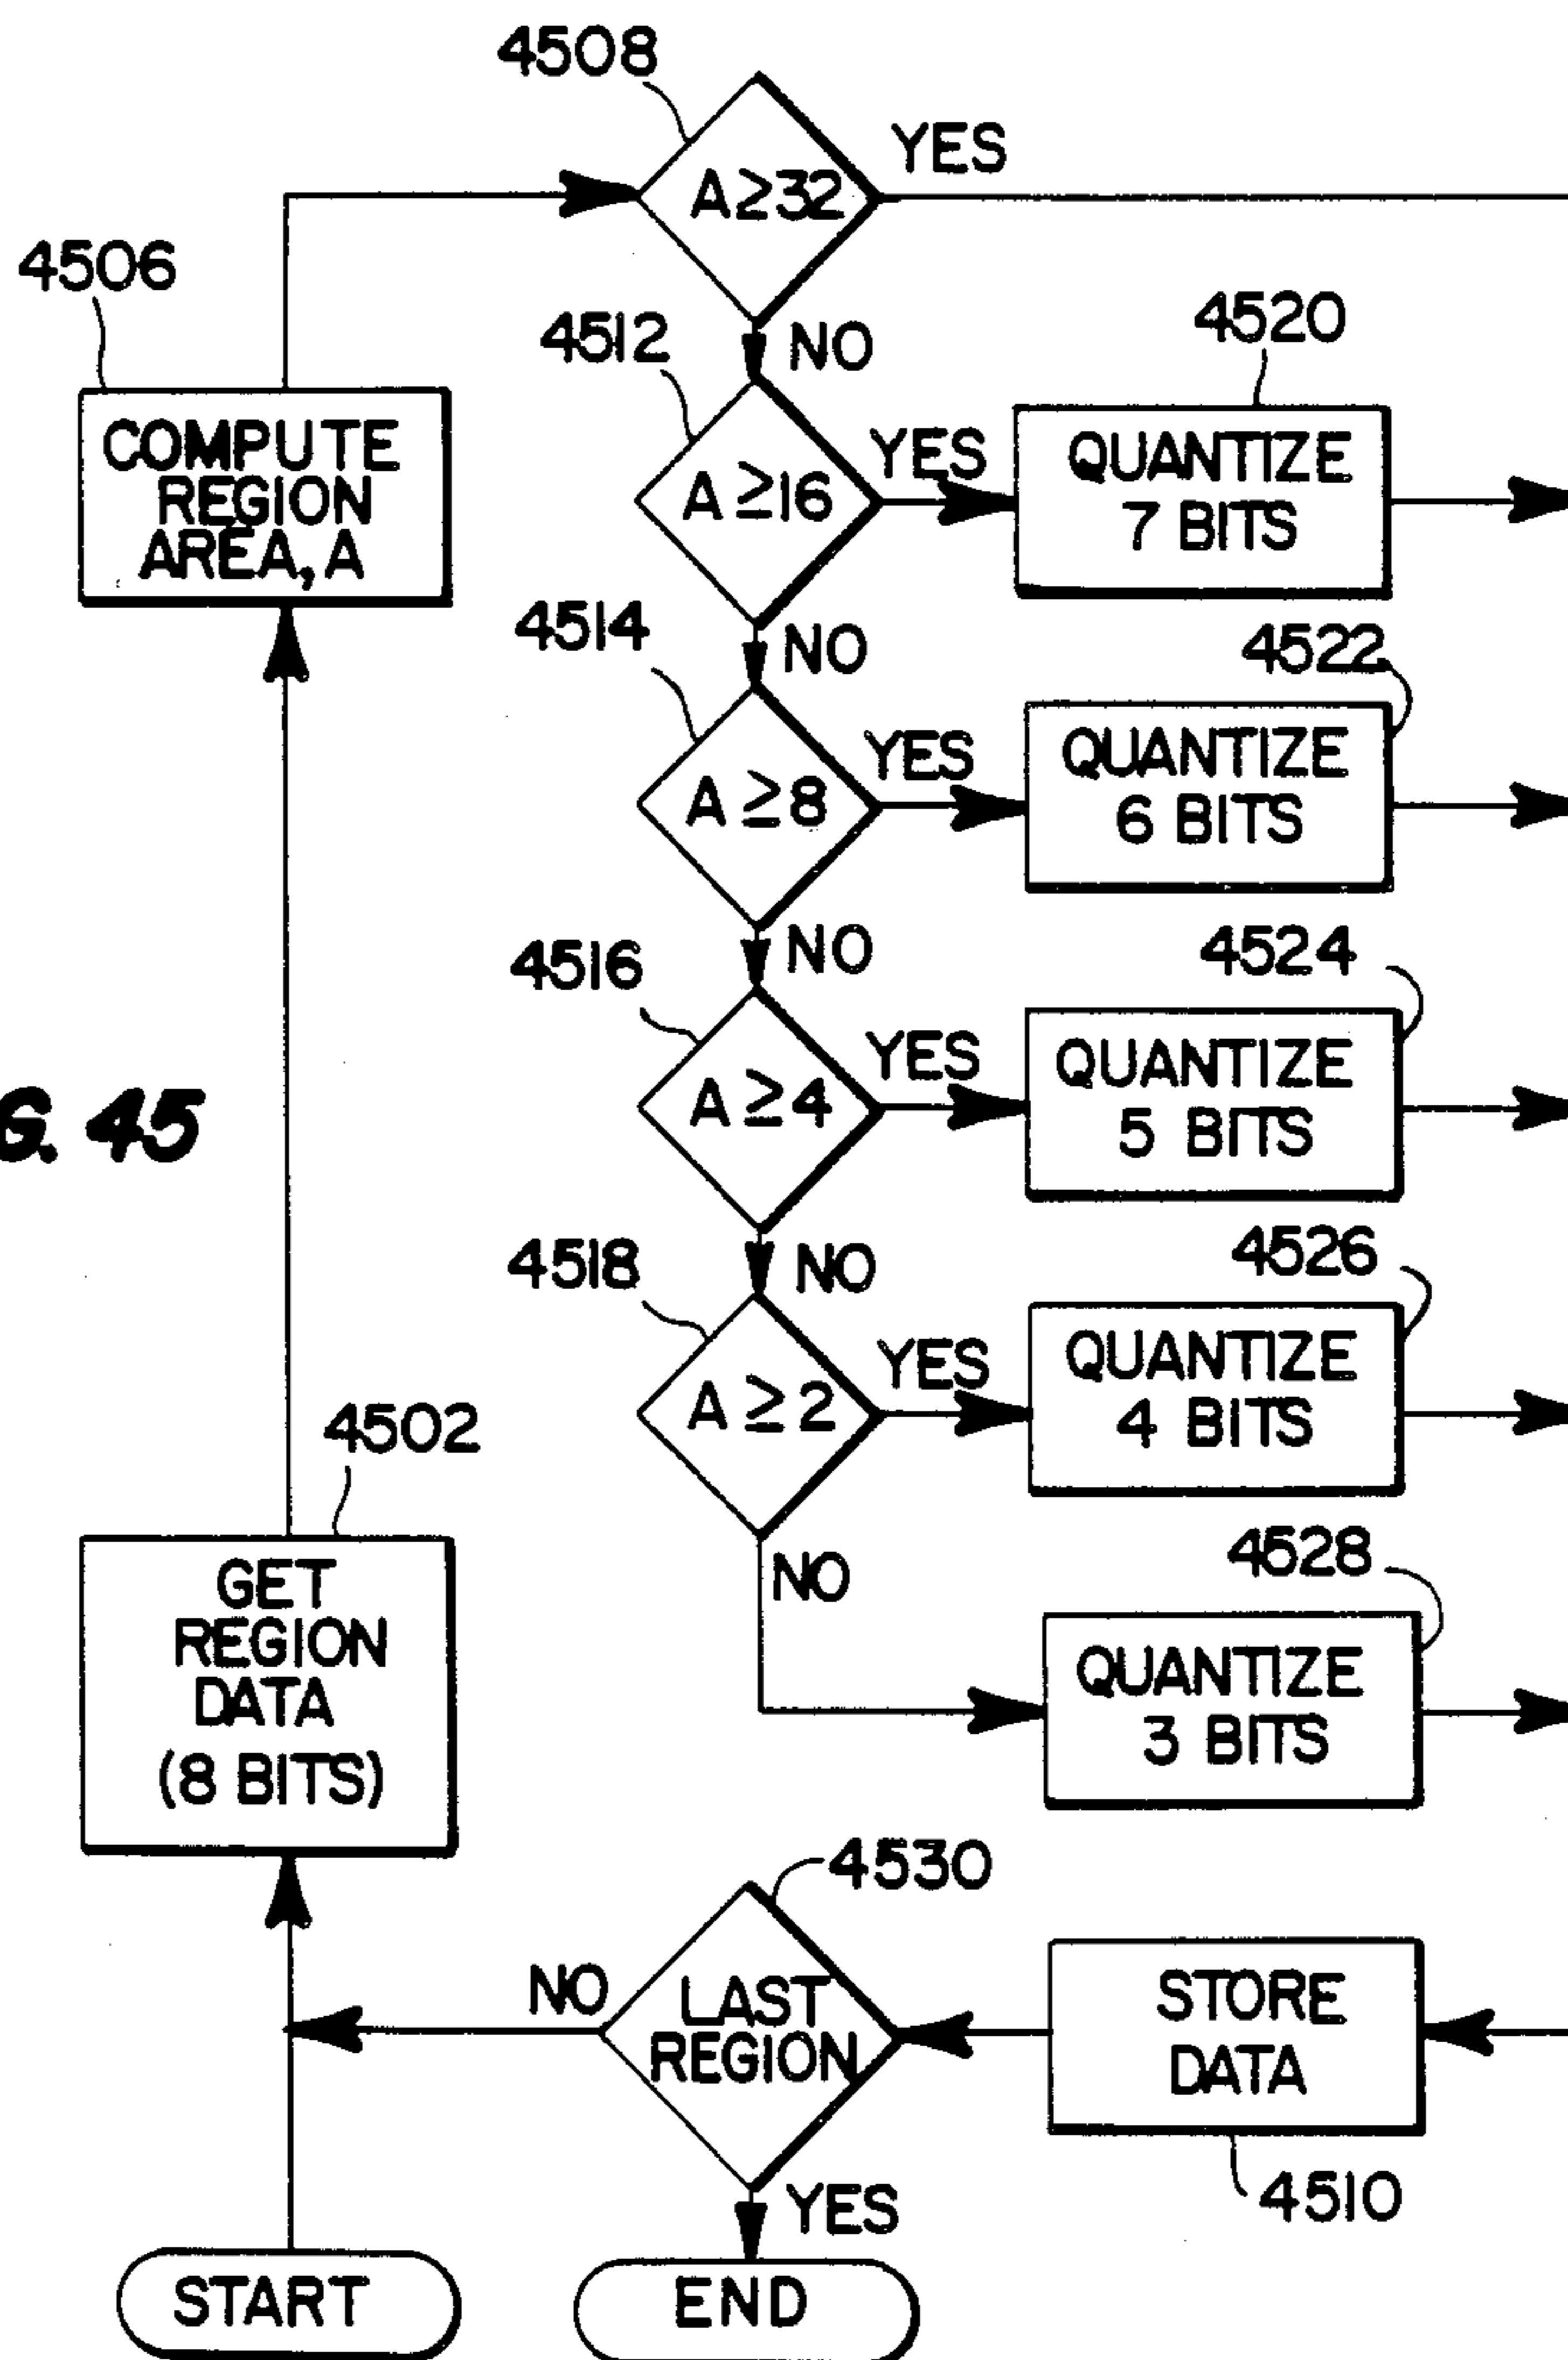 4508
A≥32
YES
4506
4512
NO
4520
COMPUTE
REGION
AREA, A
A≥16
YES
QUANTIZE
7 BITS
4514
NO
4522
A≥8
YES
QUANTIZE
6 BITS
4516
NO
4524
A≥4
YES
QUANTIZE
5 BITS
G. 45
4518
NO
4526
A≥2
YES
QUANTIZE
4 BITS
4502
NO
4528
GET
REGION
DATA
(8 BITS)
QUANTIZE
3 BITS
4530
NO
LAST
REGION
STORE
DATA
YES
4510
START
END